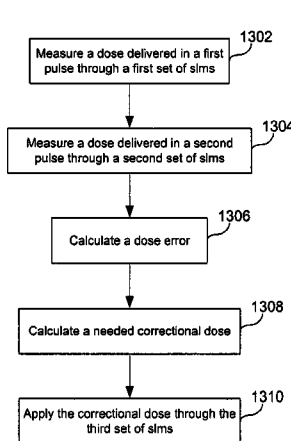 1302
Measure a dose delivered in a first
pulse through a first set of slms
1304
Measure a dose delivered in a second
pulse through a second set of slms
1306
Calculate a dose error
1308
Calculate a needed correctional dose
1310
Apply the correctional dose through the
third set of slms